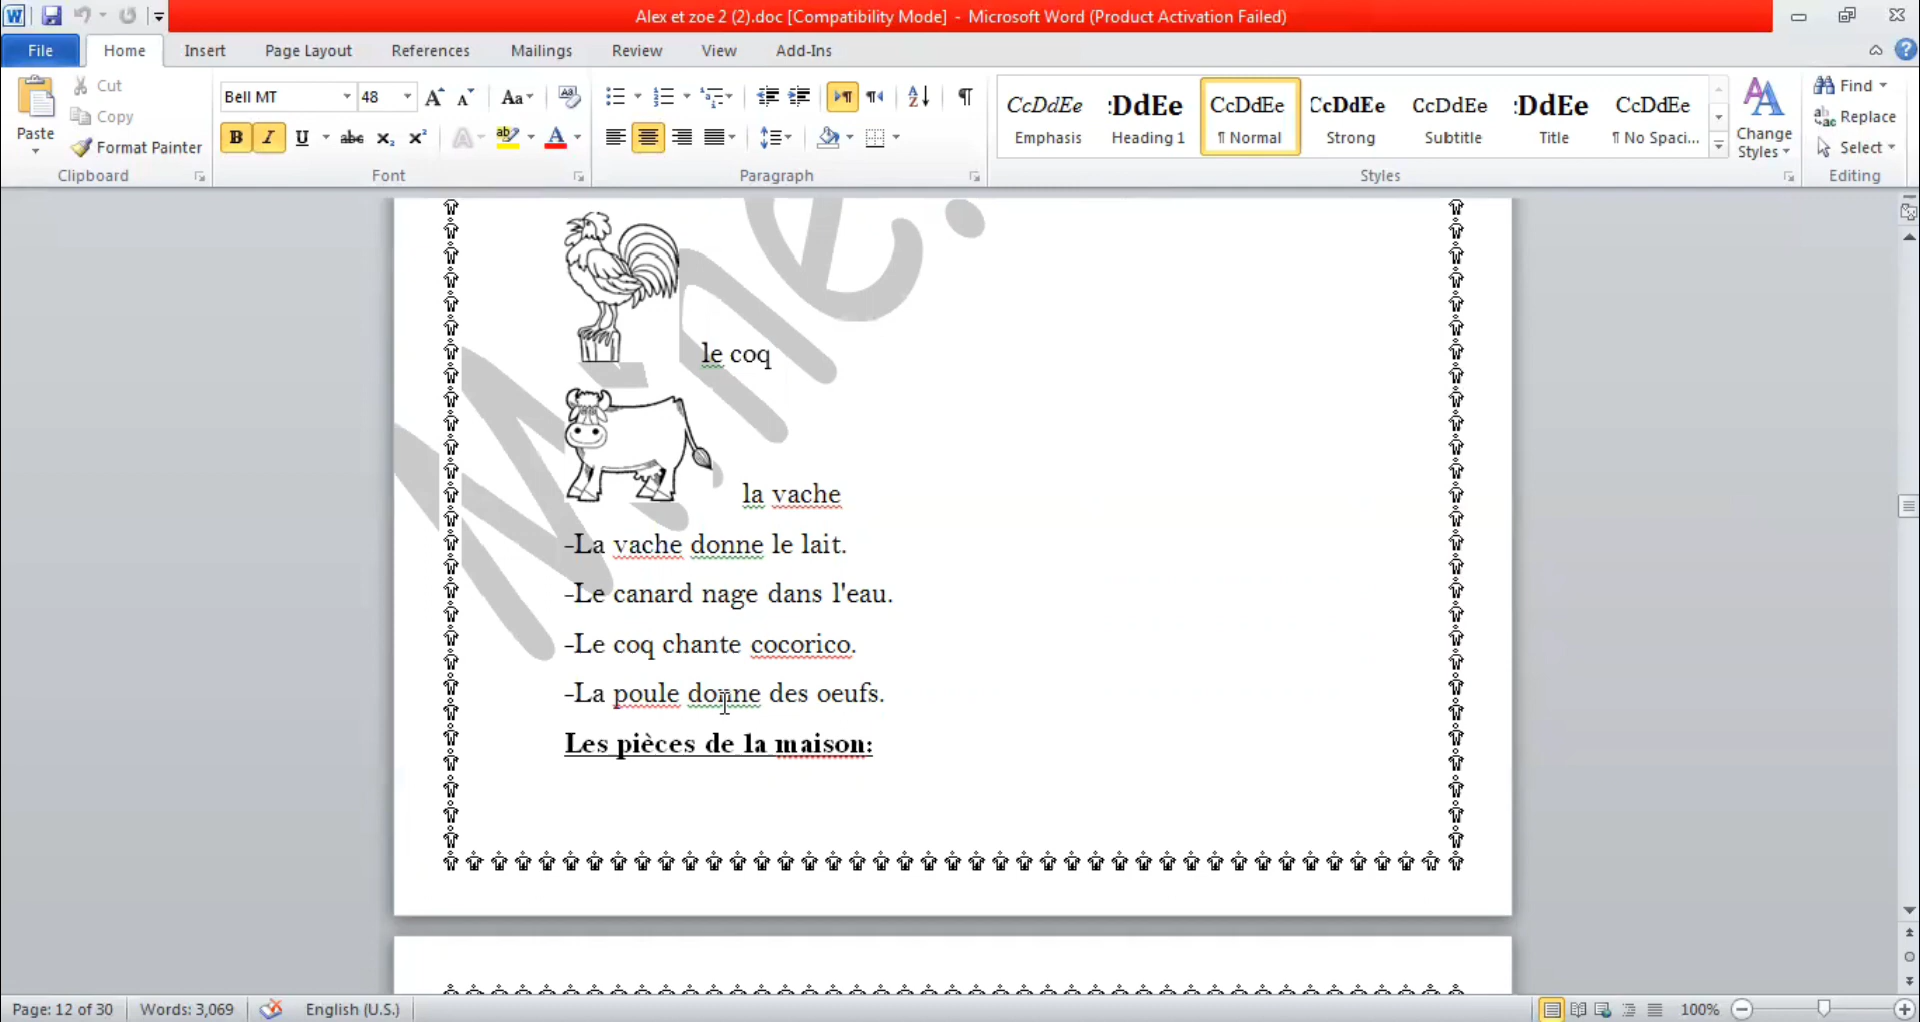 Alex et zoe 2 (2).doc [Compatibility Mode] - Microsoft Word (Product Activation Failed)
File Home Insert Page Layout References Mailings Review View Add-Ins
Paste
Cut
Copy
Format Painter
Clipboard
Bell MT 48
Font
Paragraph
CcDdEe :DdEe CcDdEe CcDdEe CcDdEe :DdEe CcDdEe
Emphasis Heading 1 ¶ Normal Strong Subtitle Title ¶ No Spaci...
Change Styles
Styles
Find
Replace
Select
Editing
Mme.
le coq
la vache
-La vache donne le lait.
-Le canard nage dans l'eau.
-Le coq chante cocorico.
-La poule donne des oeufs.
Les pièces de la maison:
Page: 12 of 30 Words: 3,069 English (U.S.) 100%